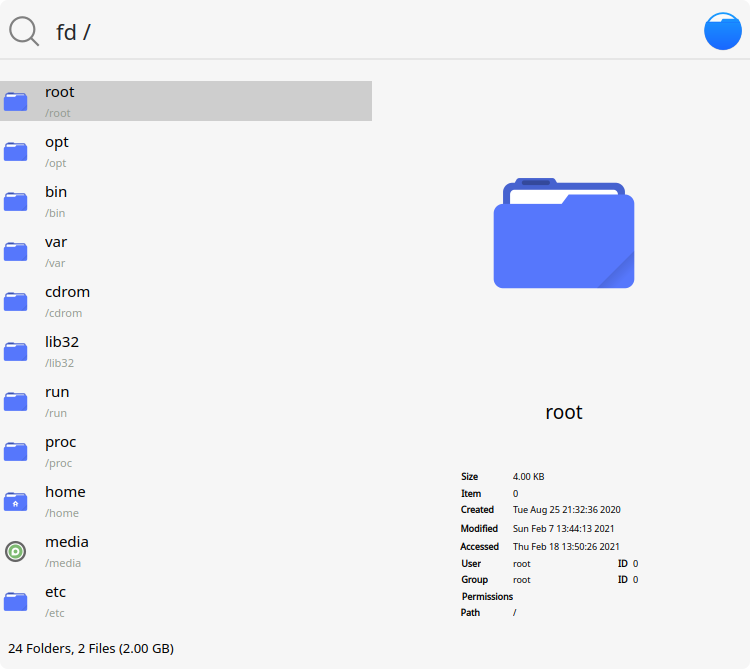 fd /
root
/root
opt
/opt
bin
/bin
var
/var
cdrom
/cdrom
lib32
/lib32
run
/run
proc
/proc
home
/home
media
/media
etc
/etc
24 Folders, 2 Files (2.00 GB)
root
Size 4.00 KB
Item 0
Created Tue Aug 25 21:32:36 2020
Modified Sun Feb 7 13:44:13 2021
Accessed Thu Feb 18 13:50:26 2021
User root ID 0
Group root ID 0
Permissions
Path /